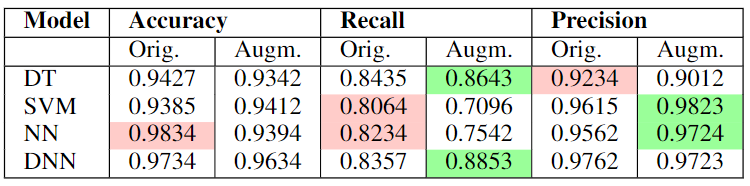 Model Accuracy Recall Precision
Orig. Augm. Orig. Augm. Orig. Augm.
DT 0.9427 0.9342 0.8435 0.8643 0.9234 0.9012
SVM 0.9385 0.9412 0.8064 0.7096 0.9615 0.9823
NN 0.9834 0.9394 0.8234 0.7542 0.9562 0.9724
DNN 0.9734 0.9634 0.8357 0.8853 0.9762 0.9723